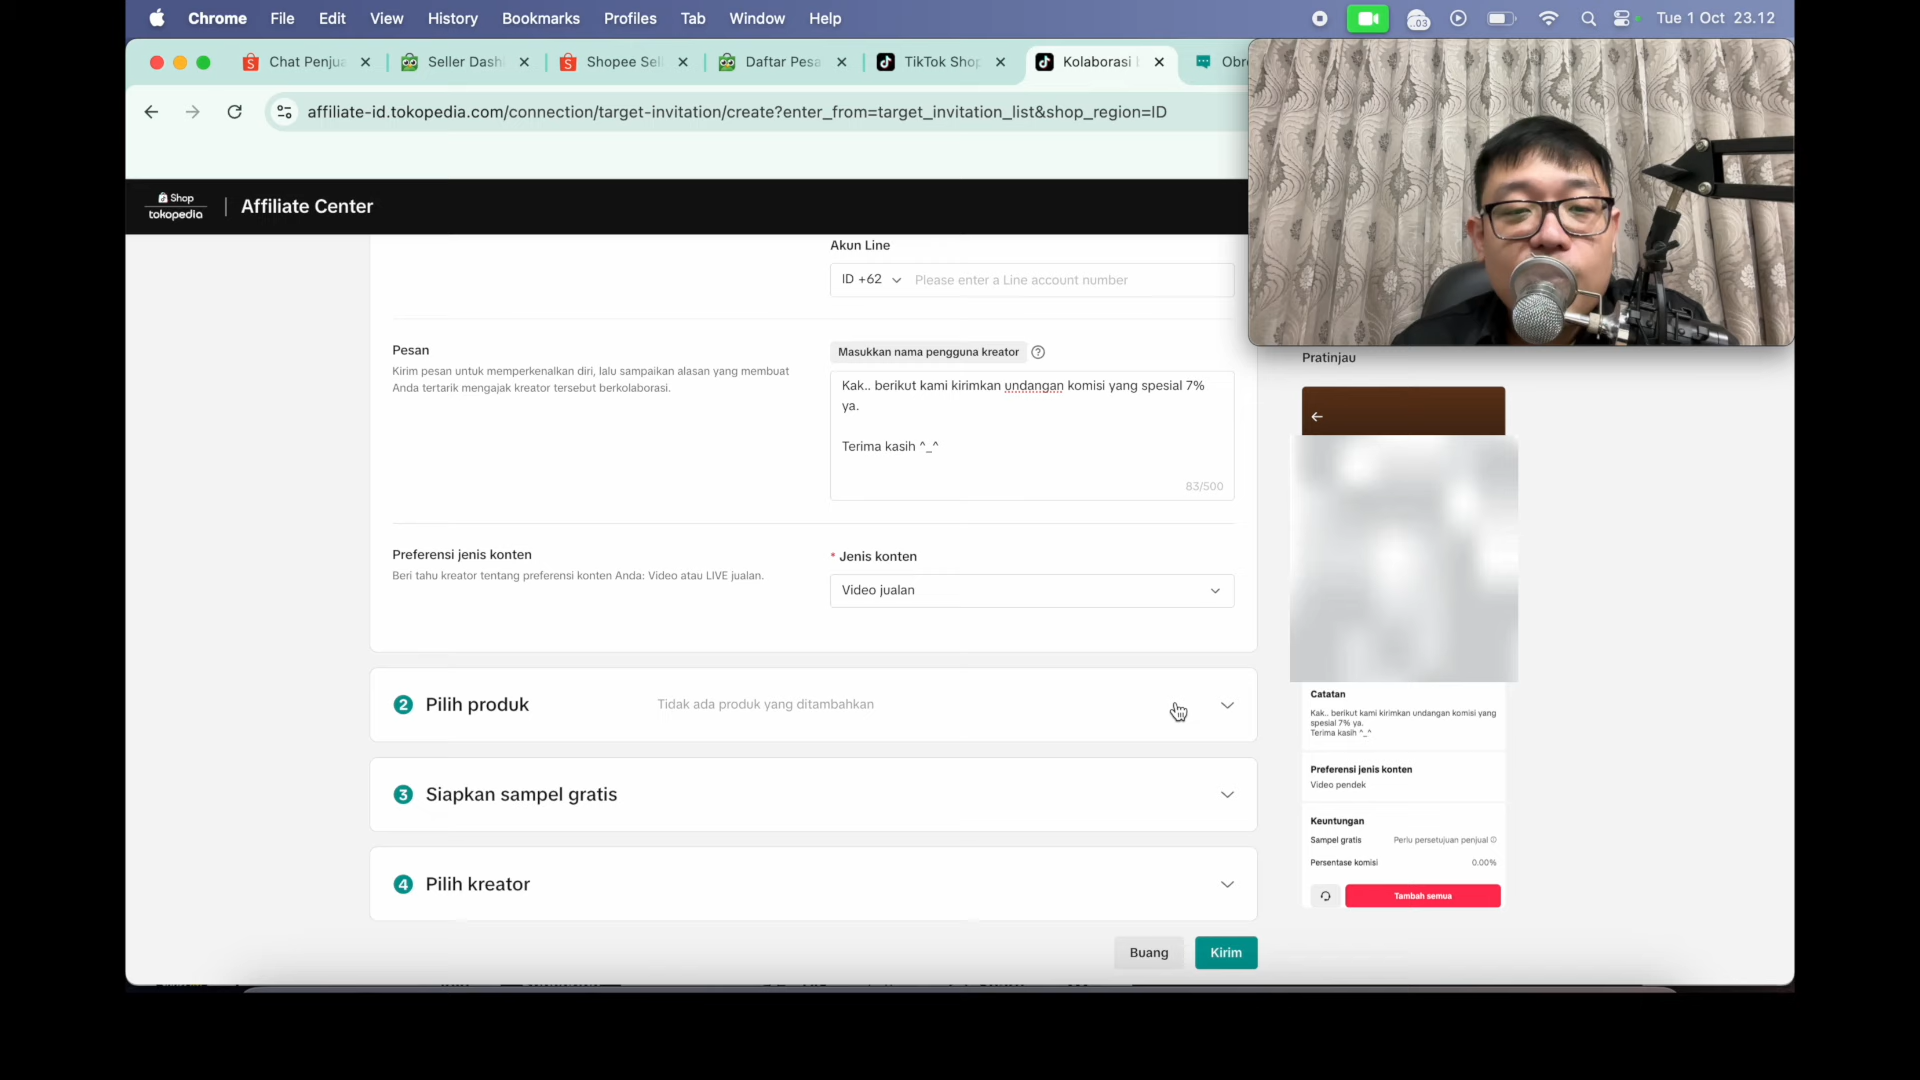 Chrome File Edit View History Bookmarks Profiles Tab Window Help
.03
Tue 1 Oct 23.12
Chat Penjua
Seller Dash
Shopee Sel
Daftar Pesa
TikTok Shop
Kolaborasi
Obr
affiliate-id.tokopedia.com/connection/target-invitation/create?enter_from=target_invitation_list&shop_region=ID
Shop
tokopedia
Affiliate Center
Akun Line
ID +62
Please enter a Line account number
Pesan
Kirim pesan untuk memperkenalkan diri, lalu sampaikan alasan yang membuat
Anda tertarik mengajak kreator tersebut berkolaborasi.
Masukkan nama pengguna kreator
Kak.. berikut kami kirimkan undangan komisi yang spesial 7%
ya.
Terima kasih ^_^
83/500
Preferensi jenis konten
Beri tahu kreator tentang preferensi konten Anda: Video atau LIVE jualan.
* Jenis konten
Video jualan
2 Pilih produk
Tidak ada produk yang ditambahkan
3 Siapkan sampel gratis
4 Pilih kreator
Buang
Kirim
Pratinjau
Catatan
Kak.. berikut kami kirimkan undangan komisi yang
spesial 7% ya.
Terima kasih ^_^
Preferensi jenis konten
Video pendek
Keuntungan
Sampel gratis Perlu persetujuan penjual
Persentase komisi 0.00%
Tambah semua